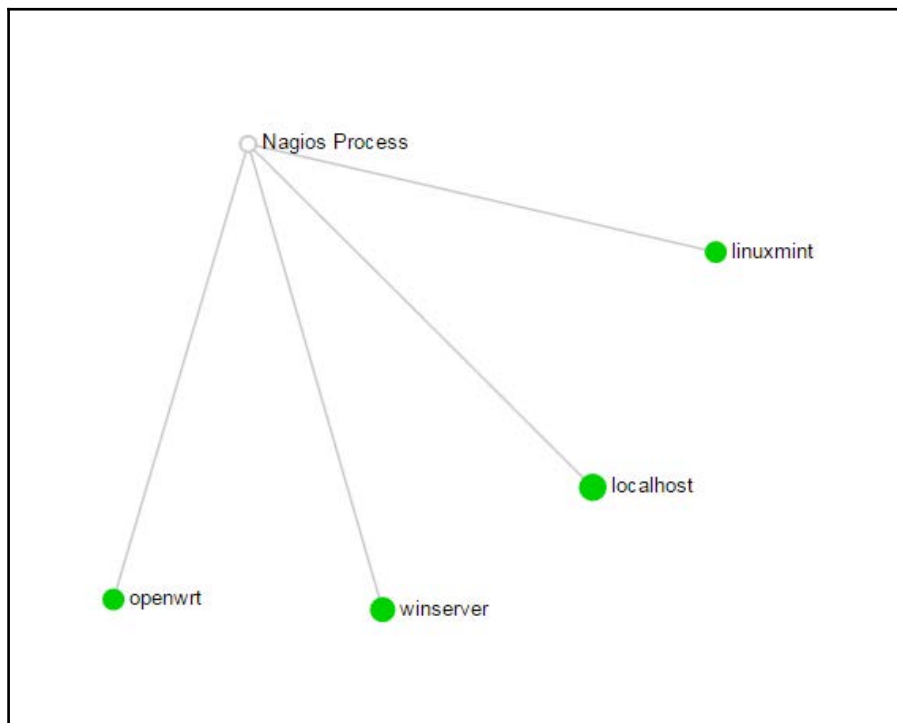 Nagios Process
linuxmint
localhost
openwrt
winserver